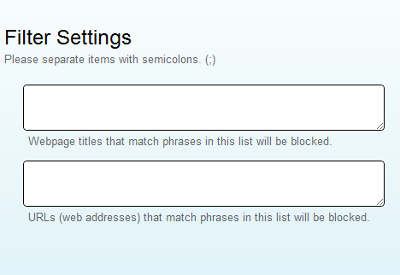 Filter Settings
Please separate items with semicolons. (;)
Webpage titles that match phrases in this list will be blocked.
URLs (web addresses) that match phrases in this list will be blocked.